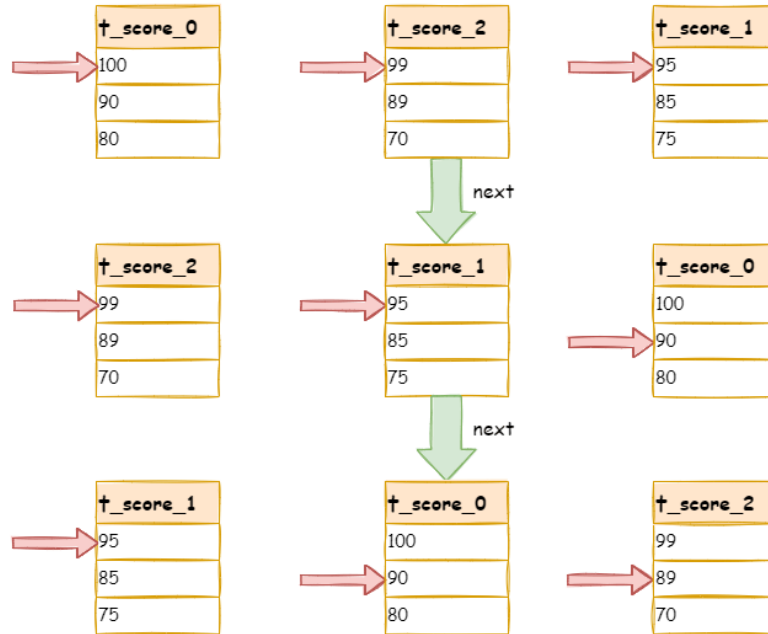 t_score_0 t_score_2 t_score_1
100 99 95
90 89 85
80 70 75
next
t_score_2 t_score_1 t_score_0
99 95 100
89 85 90
70 75 80
next
t_score_1 t_score_0 t_score_2
95 100 99
85 90 89
75 80 70